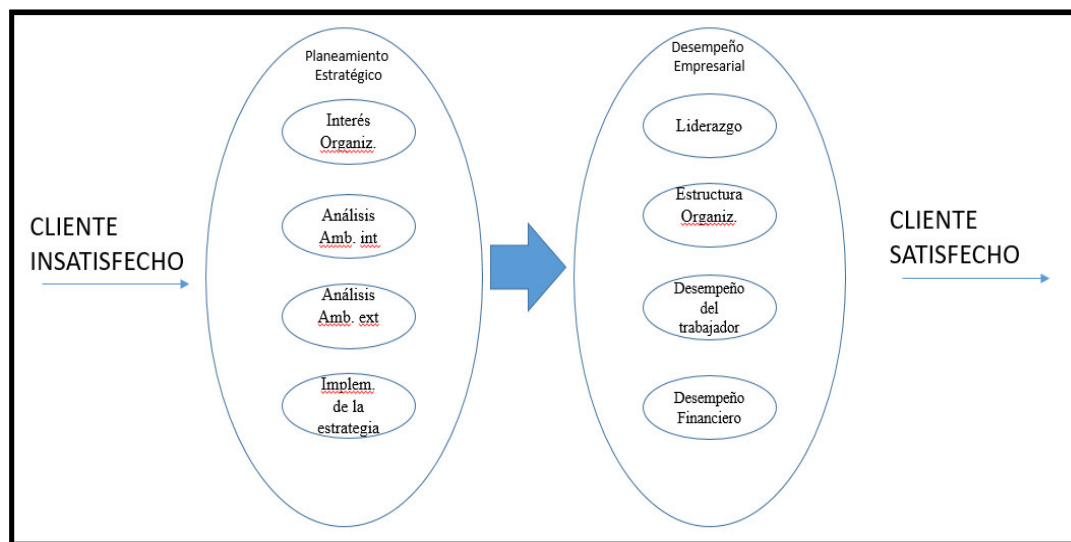 CLIENTE
INSATISFECHO
Planeamiento
Estratégico
Interés
Organiz.
Análisis
Amb. int
Análisis
Amb. ext
Implem.
de la
estrategia
Desempeño
Empresarial
Liderazgo
Estructura
Organiz.
Desempeño
del
trabajador
Desempeño
Financiero
CLIENTE
SATISFECHO